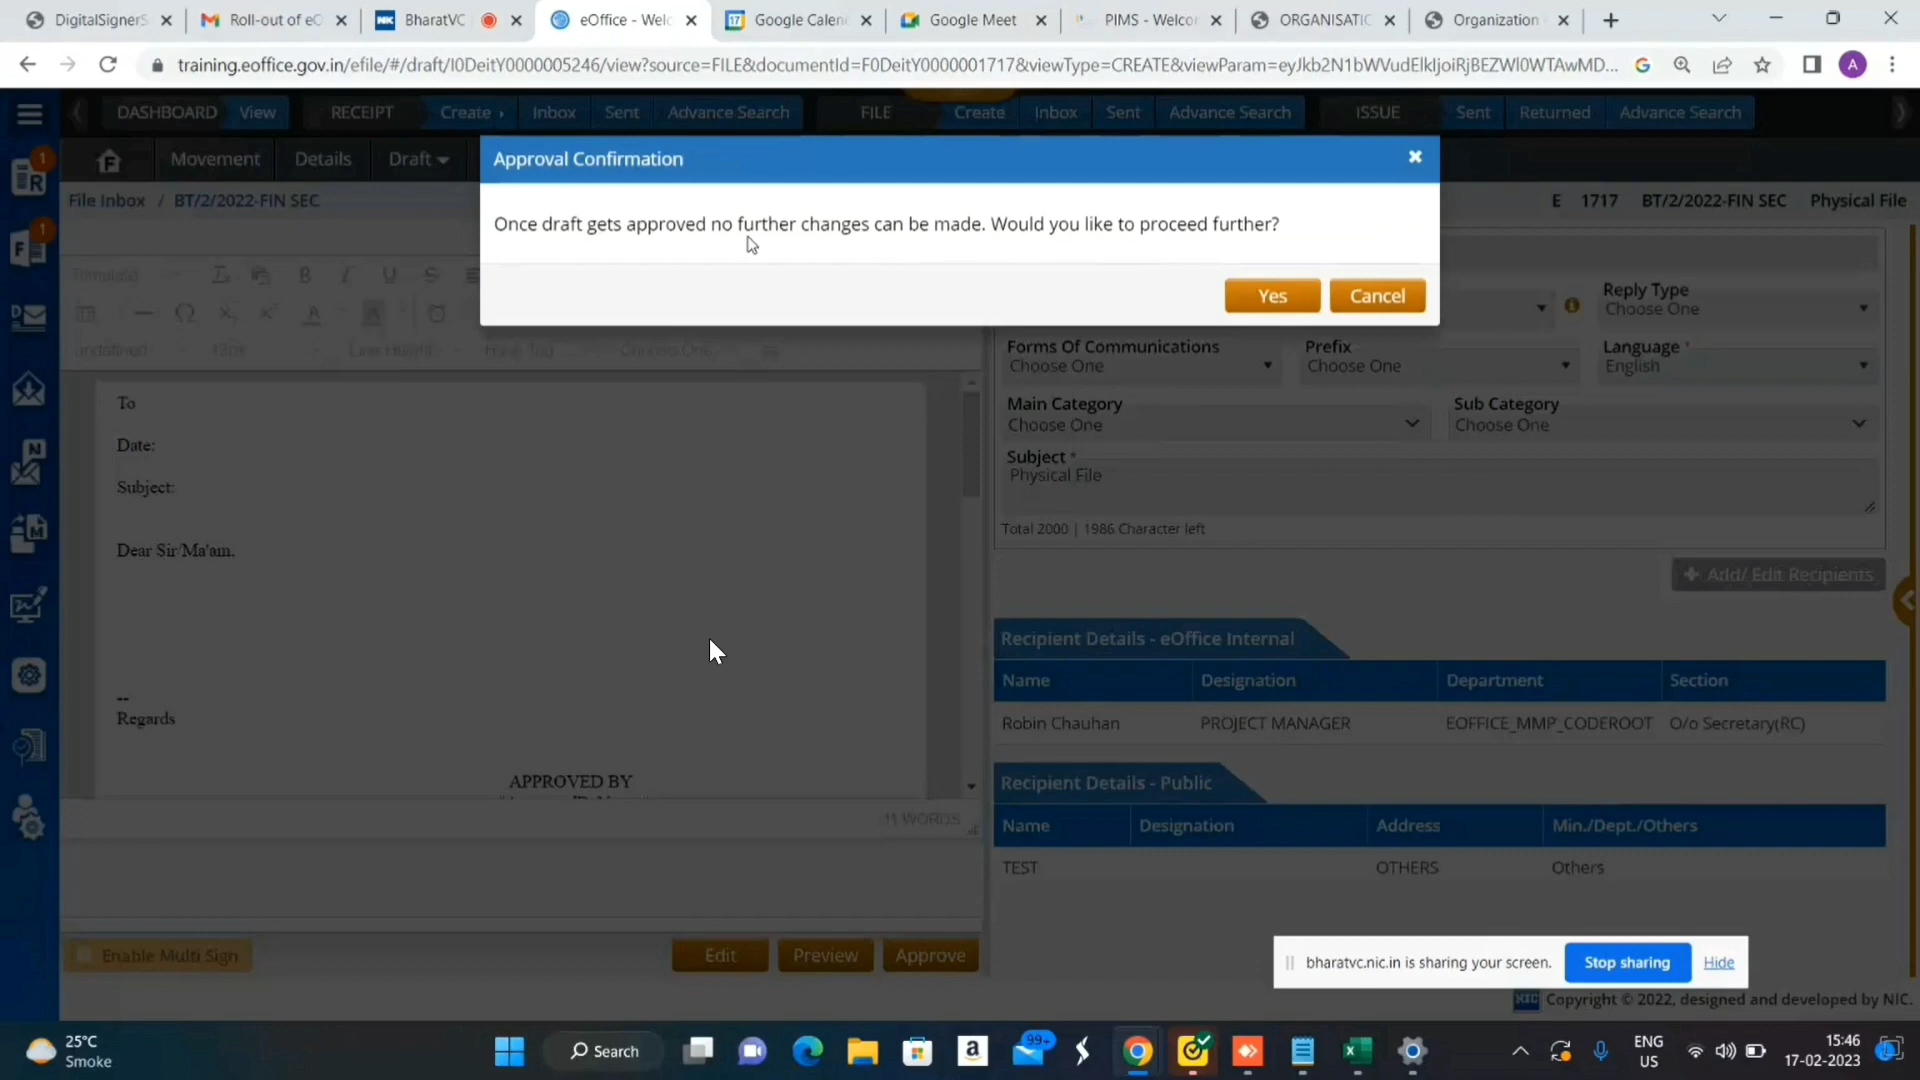 DigitalSignerS
Roll-out of eO
BharatVC
eOffice - Welc
Google Calen
Google Meet
PIMS - Welcor
ORGANISATIC
Organization
training.eoffice.gov.in/efile/#/draft/I0DeitY0000005246/view?source=FILE&documentId=F0DeitY0000001717&viewType=CREATE&viewParam=eyJkb2N1bWVudElkIjoiRjBEZWl0WTAwMD...
DASHBOARD View RECEIPT Create Inbox Sent Advance Search FILE Create Inbox Sent Advance Search ISSUE Sent Returned Advance Search
Movement Details Draft
Approval Confirmation
File Inbox / BT/2/2022-FIN SEC
E 1717 BT/2/2022-FIN SEC Physical File
Once draft gets approved no further changes can be made. Would you like to proceed further?
Yes Cancel
Reply Type
Choose One
Forms Of Communications
Choose One
Prefix
Choose One
Language *
English
Main Category
Choose One
Sub Category
Choose One
Subject *
Physical File
Total 2000 | 1986 Character left
+ Add/ Edit Recipients
To
Date:
Subject:
Dear Sir/Ma'am,
--
Regards
APPROVED BY
11 WORDS
Recipient Details - eOffice Internal
Name Designation Department Section
Robin Chauhan PROJECT MANAGER EOFFICE_MMP_CODEROOT O/o Secretary(RC)
Recipient Details - Public
Name Designation Address Min./Dept./Others
TEST OTHERS Others
Enable Multi Sign Edit Preview Approve
bharatvc.nic.in is sharing your screen. Stop sharing Hide
NIC Copyright © 2022, designed and developed by NIC.
25°C
Smoke
Search
99+
ENG
US
15:46
17-02-2023